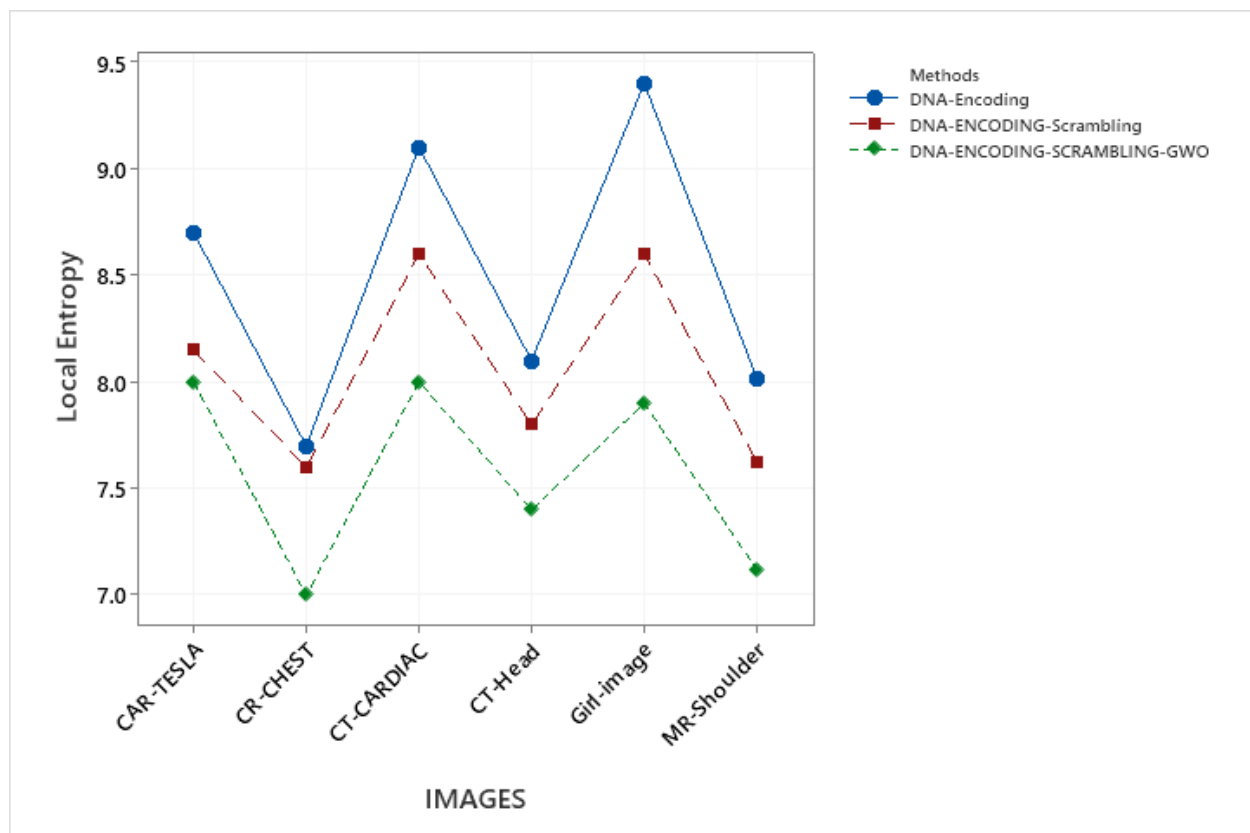 Methods
DNA-Encoding
DNA-ENCODING-Scrambling
DNA-ENCODING-SCRAMBLING-GWO
Local Entropy
9.5
9.0
8.5
8.0
7.5
7.0
CAR-TESLA
CR-CHEST
CT-CARDIAC
CT-Head
Girl-image
MR-Shoulder
IMAGES